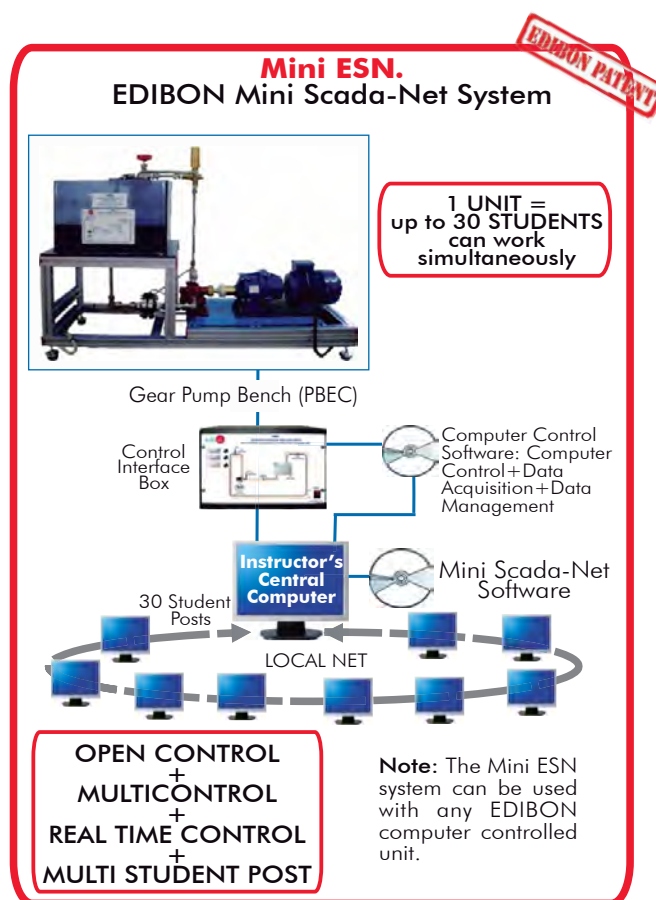 EDIBON PATENT
Mini ESN.
EDIBON Mini Scada-Net System
1 UNIT =
up to 30 STUDENTS
can work
simultaneously
Gear Pump Bench (PBEC)
Control
Interface
Box
Computer Control
Software: Computer
Control+Data
Acquisition+Data
Management
Instructor's
Central
Computer
Mini Scada-Net
Software
30 Student
Posts
LOCAL NET
OPEN CONTROL
+
MULTICONTROL
+
REAL TIME CONTROL
+
MULTI STUDENT POST
Note: The Mini ESN
system can be used
with any EDIBON
computer controlled
unit.